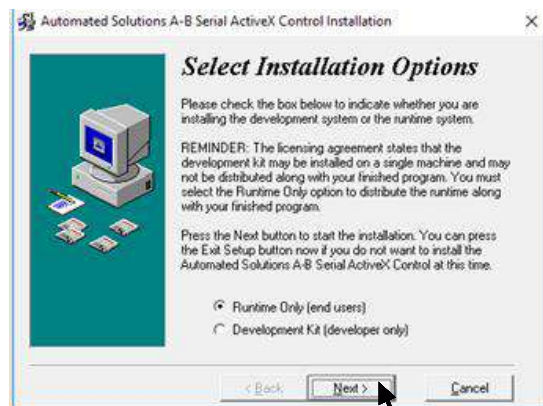 Automated Solutions A-B Serial ActiveX Control Installation
Select Installation Options
Please check the box below to indicate whether you are
installing the development system or the runtime system.
REMINDER: The licensing agreement states that the
development kit may be installed on a single machine and may
not be distributed along with your finished program. You must
select the Runtime Only option to distribute the runtime along
with your finished program.
Press the Next button to start the installation. You can press
the Exit Setup button now if you do not want to install the
Automated Solutions A-B Serial ActiveX Control at this time.
Runtime Only (end users)
Development Kit (developer only)
< Back
Next >
Cancel